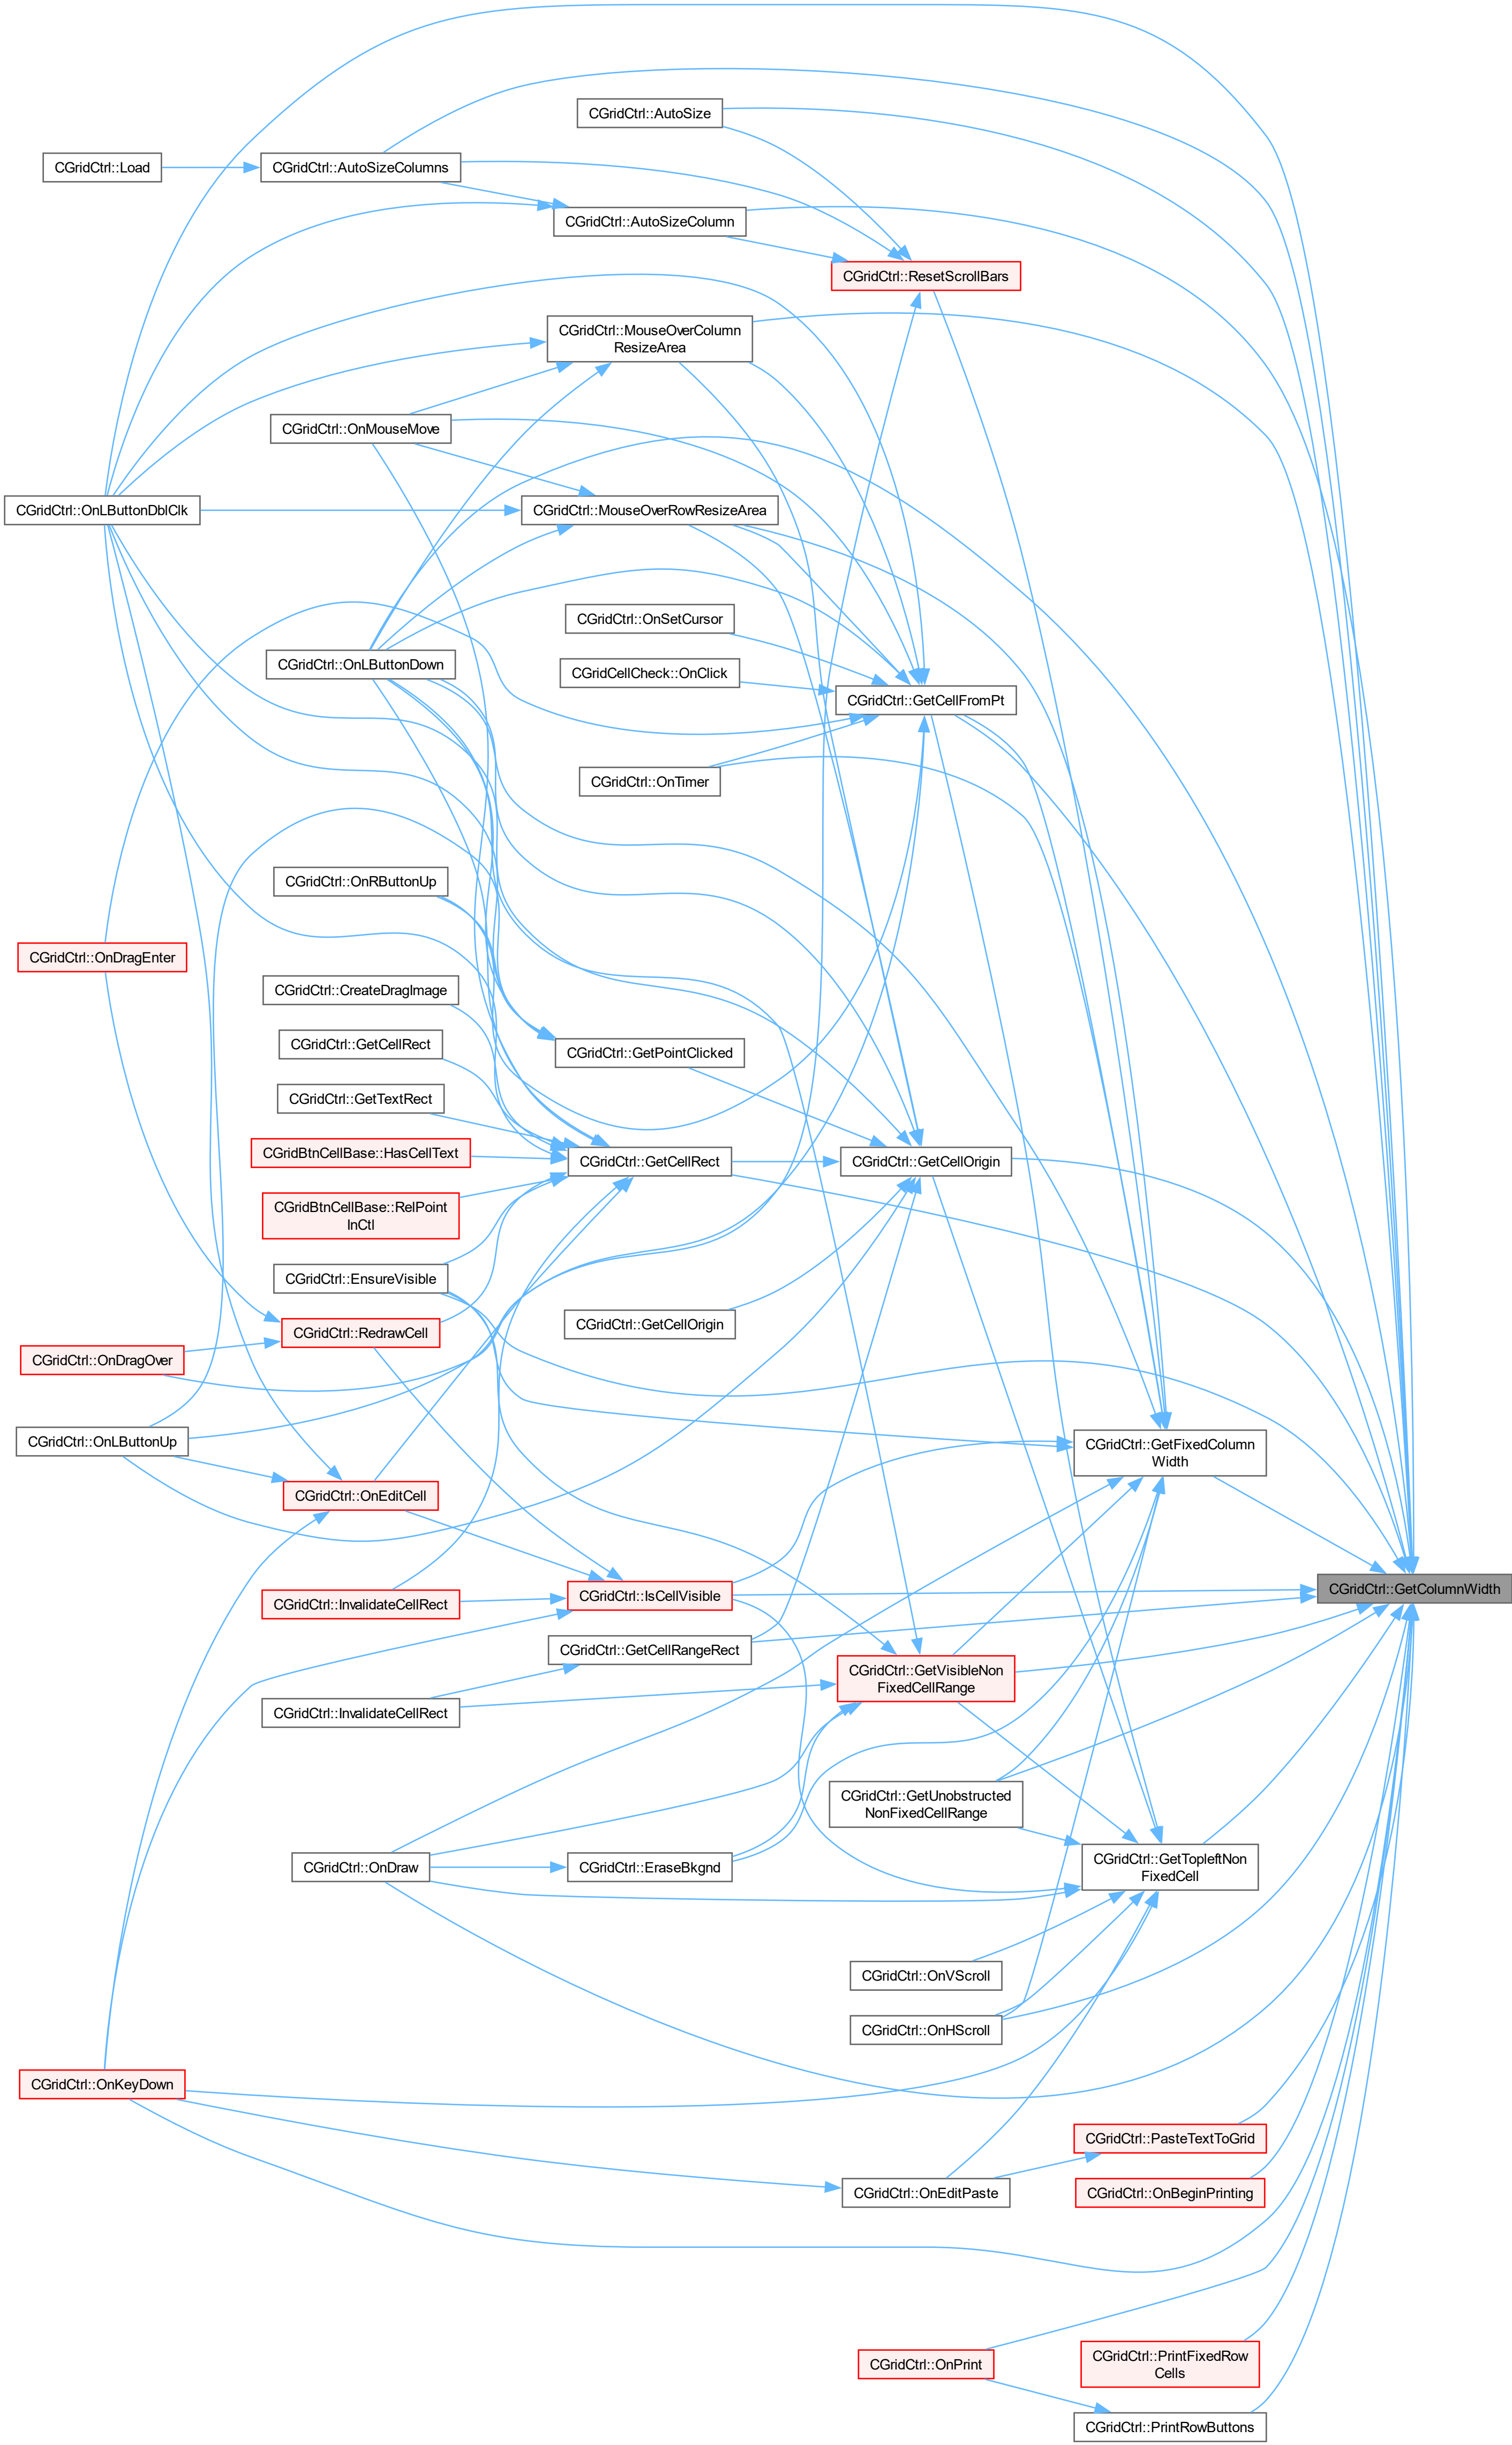 CGridCtrl::AutoSize
CGridCtrl::Load
CGridCtrl::AutoSizeColumns
CGridCtrl::AutoSizeColumn
CGridCtrl::ResetScrollBars
CGridCtrl::MouseOverColumn
ResizeArea
CGridCtrl::OnMouseMove
CGridCtrl::OnLButtonDblClk
CGridCtrl::MouseOverRowResizeArea
CGridCtrl::OnSetCursor
CGridCtrl::OnLButtonDown
CGridCellCheck::OnClick
CGridCtrl::GetCellFromPt
CGridCtrl::OnTimer
CGridCtrl::OnRButtonUp
CGridCtrl::OnDragEnter
CGridCtrl::CreateDragImage
CGridCtrl::GetCellRect
CGridCtrl::GetPointClicked
CGridCtrl::GetTextRect
CGridBtnCellBase::HasCellText
CGridCtrl::GetCellRect
CGridCtrl::GetCellOrigin
CGridBtnCellBase::RelPoint
InCtl
CGridCtrl::EnsureVisible
CGridCtrl::GetCellOrigin
CGridCtrl::RedrawCell
CGridCtrl::OnDragOver
CGridCtrl::OnLButtonUp
CGridCtrl::GetFixedColumn
Width
CGridCtrl::OnEditCell
CGridCtrl::GetColumnWidth
CGridCtrl::InvalidateCellRect
CGridCtrl::IsCellVisible
CGridCtrl::GetCellRangeRect
CGridCtrl::GetVisibleNon
FixedCellRange
CGridCtrl::InvalidateCellRect
CGridCtrl::GetUnobstructed
NonFixedCellRange
CGridCtrl::OnDraw
CGridCtrl::EraseBkgnd
CGridCtrl::GetTopleftNon
FixedCell
CGridCtrl::OnVScroll
CGridCtrl::OnHScroll
CGridCtrl::OnKeyDown
CGridCtrl::PasteTextToGrid
CGridCtrl::OnEditPaste
CGridCtrl::OnBeginPrinting
CGridCtrl::OnPrint
CGridCtrl::PrintFixedRow
Cells
CGridCtrl::PrintRowButtons